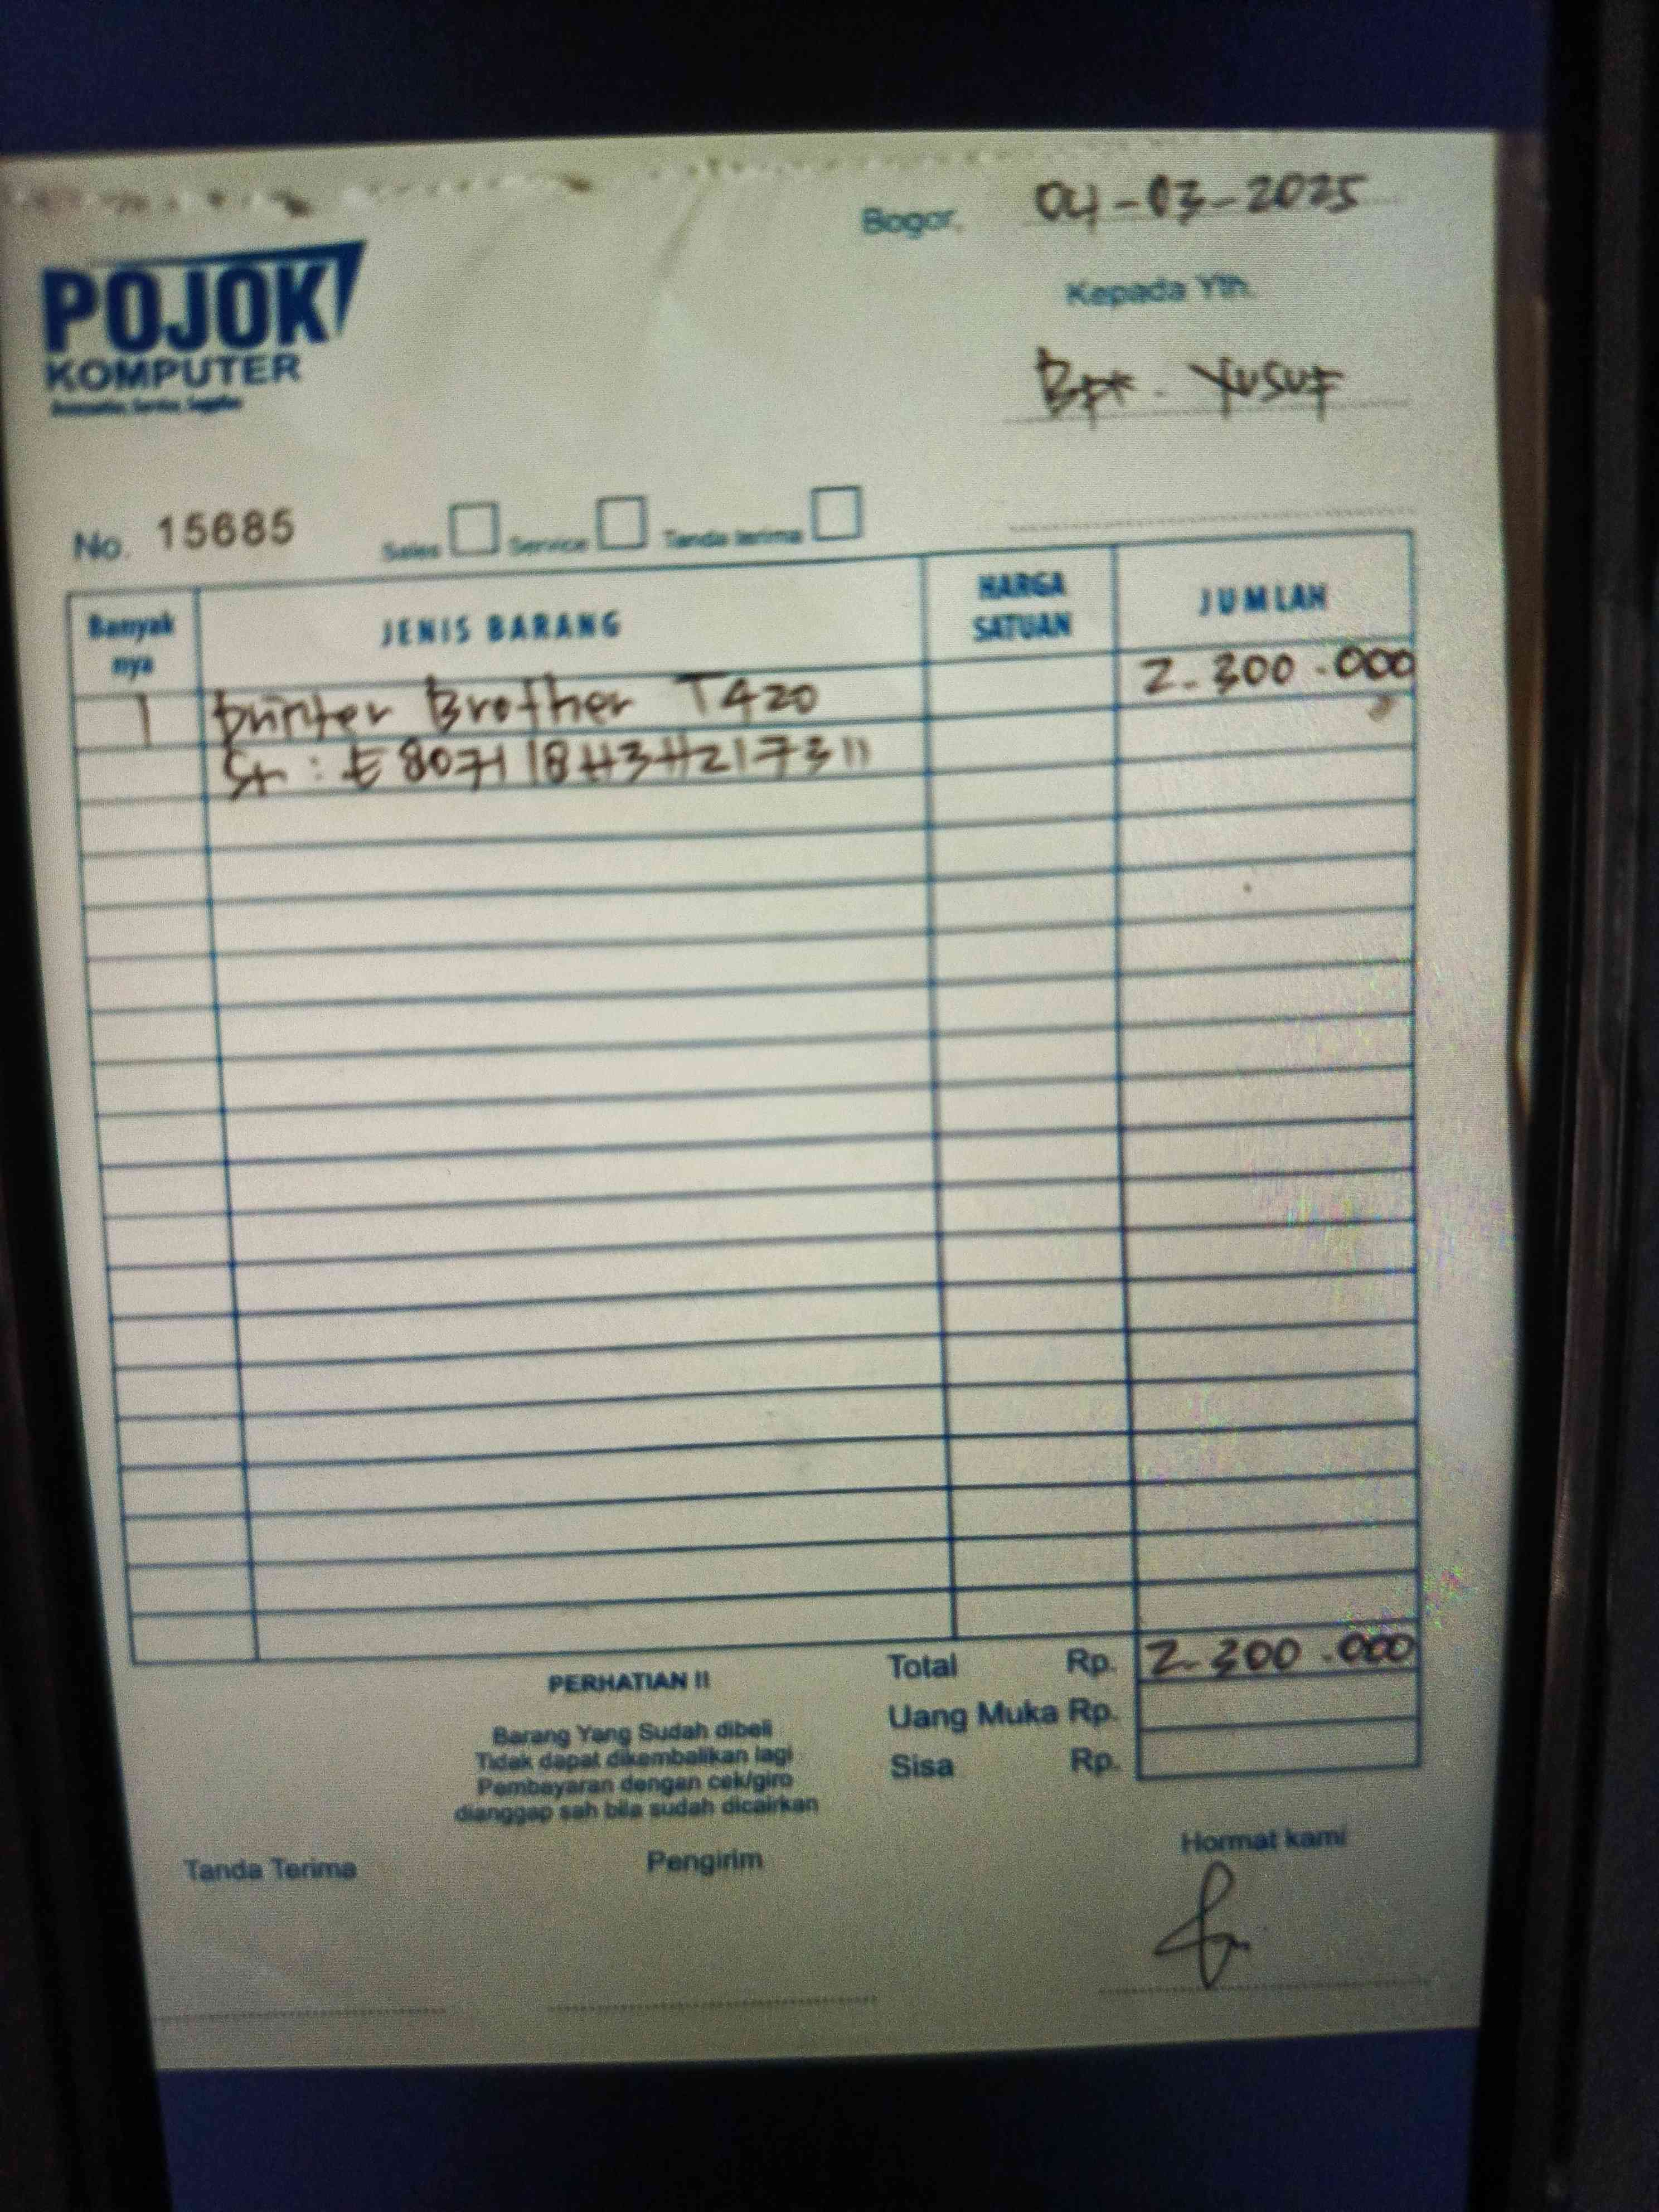 Bogor, 04-03-2025
POJOK
KOMPUTER
Kepada Yth.
Bpk. Yusuf
No. 15685
Sales Service Tanda terima
Banyak nya JENIS BARANG HARGA SATUAN JUMLAH
1 printer Brother T420 2.300.000
Sn : E807118H3H217311
Total Rp. 2.300.000
Uang Muka Rp.
Sisa Rp.
PERHATIAN !!
Barang Yang Sudah dibeli
Tidak dapat dikembalikan lagi
Pembayaran dengan cek/giro
dianggap sah bila sudah dicairkan
Tanda Terima Pengirim Hormat kami